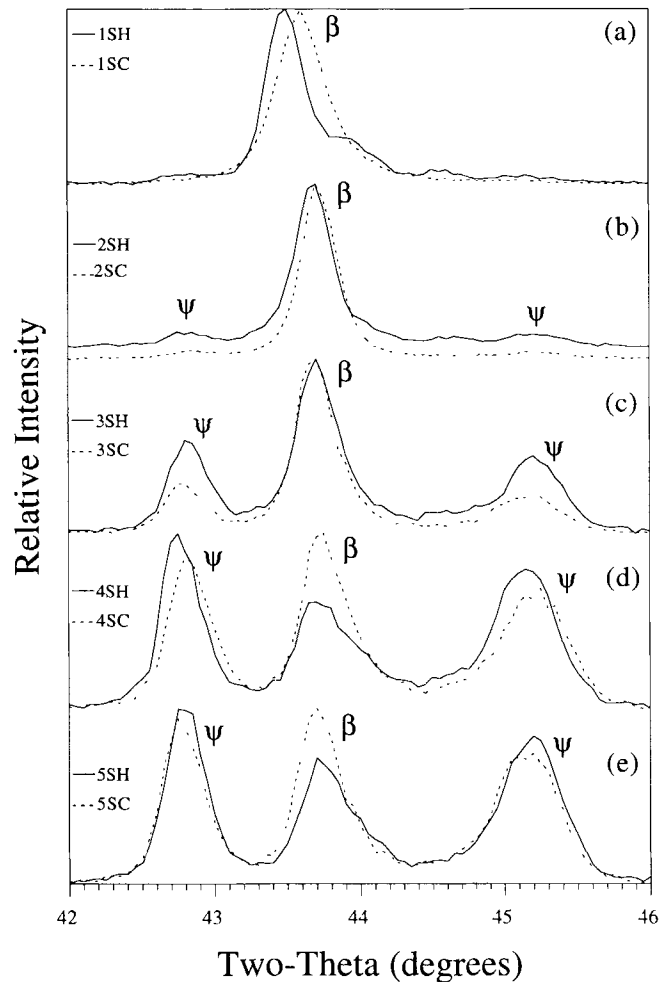 1SH
1SC
β
(a)
2SH
2SC
β
(b)
ψ
ψ
3SH
3SC
β
(c)
ψ
ψ
4SH
4SC
β
(d)
ψ
ψ
5SH
5SC
β
(e)
ψ
ψ
Relative Intensity
42 43 44 45 46
Two-Theta (degrees)